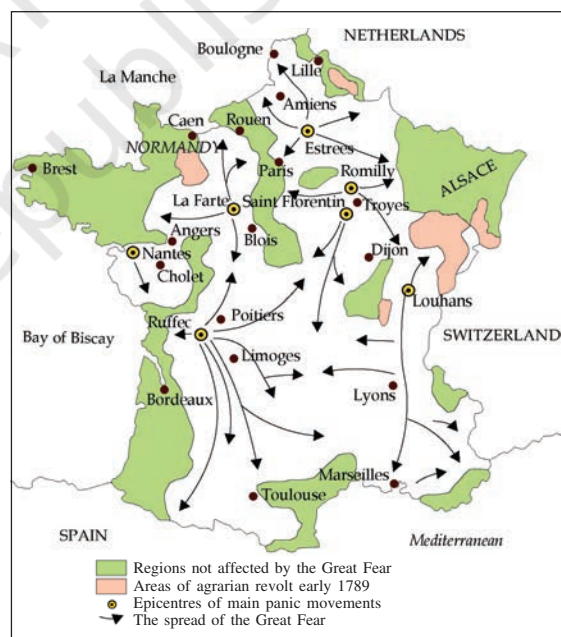 republis
NETHERLANDS
Boulogne
Lille
La Manche
Amiens
Caen
Rouen
Estrees
NORMANDY
Paris
Romilly
Brest
ALSACE
La Farte
Saint Florentin
Troyes
Angers
Blois
Dijon
Nantes
Cholet
Louhans
Ruffec
Poitiers
Bay of Biscay
SWITZERLAND
Limoges
Bordeaux
Lyons
Marseilles
Toulouse
SPAIN
Mediterranean
Regions not affected by the Great Fear
Areas of agrarian revolt early 1789
Epicentres of main panic movements
The spread of the Great Fear